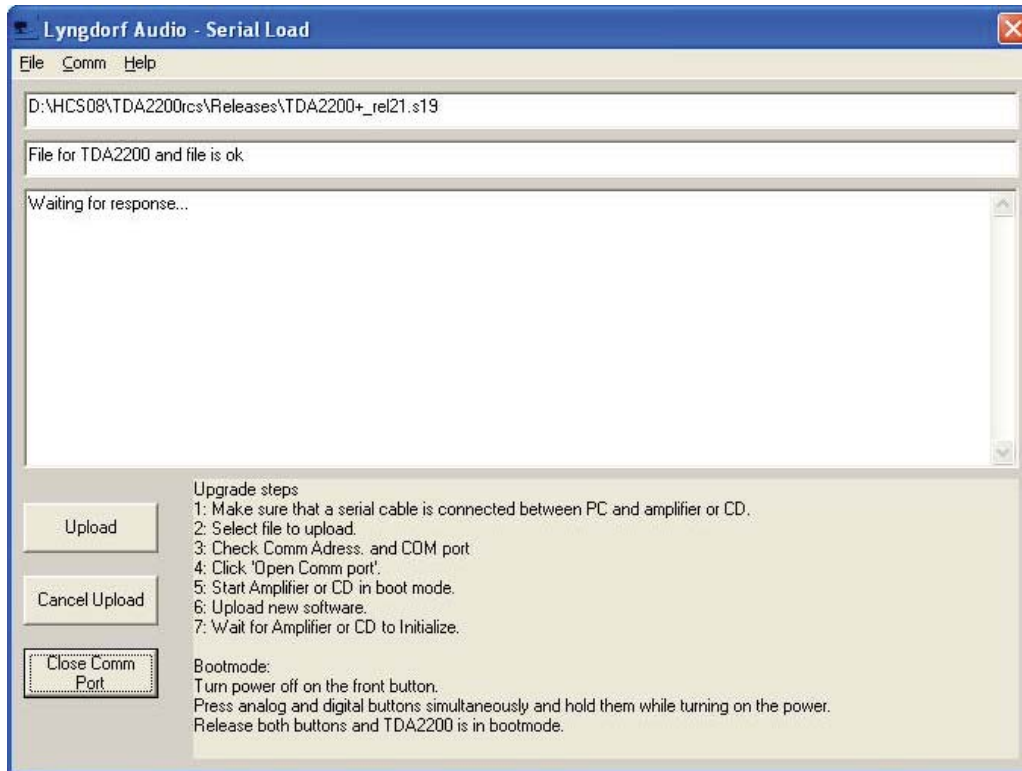 Lyngdorf Audio - Serial Load
File Comm Help
D:\HCS08\TDA2200rcs\Releases\TDA2200+_rel21.s19
File for TDA2200 and file is ok
Waiting for response...
Upload
Cancel Upload
Close Comm
Port
Upgrade steps
1: Make sure that a serial cable is connected between PC and amplifier or CD.
2: Select file to upload.
3: Check Comm Adress. and COM port
4: Click 'Open Comm port'.
5: Start Amplifier or CD in boot mode.
6: Upload new software.
7: Wait for Amplifier or CD to Initialize.
Bootmode:
Turn power off on the front button.
Press analog and digital buttons simultaneously and hold them while turning on the power.
Release both buttons and TDA2200 is in bootmode.